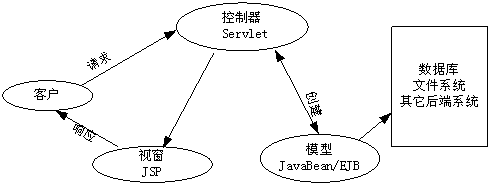 控制器
Servlet
请求
客户
响应
视窗
JSP
创建
模型
JavaBean/EJB
数据库
文件系统
其它后端系统